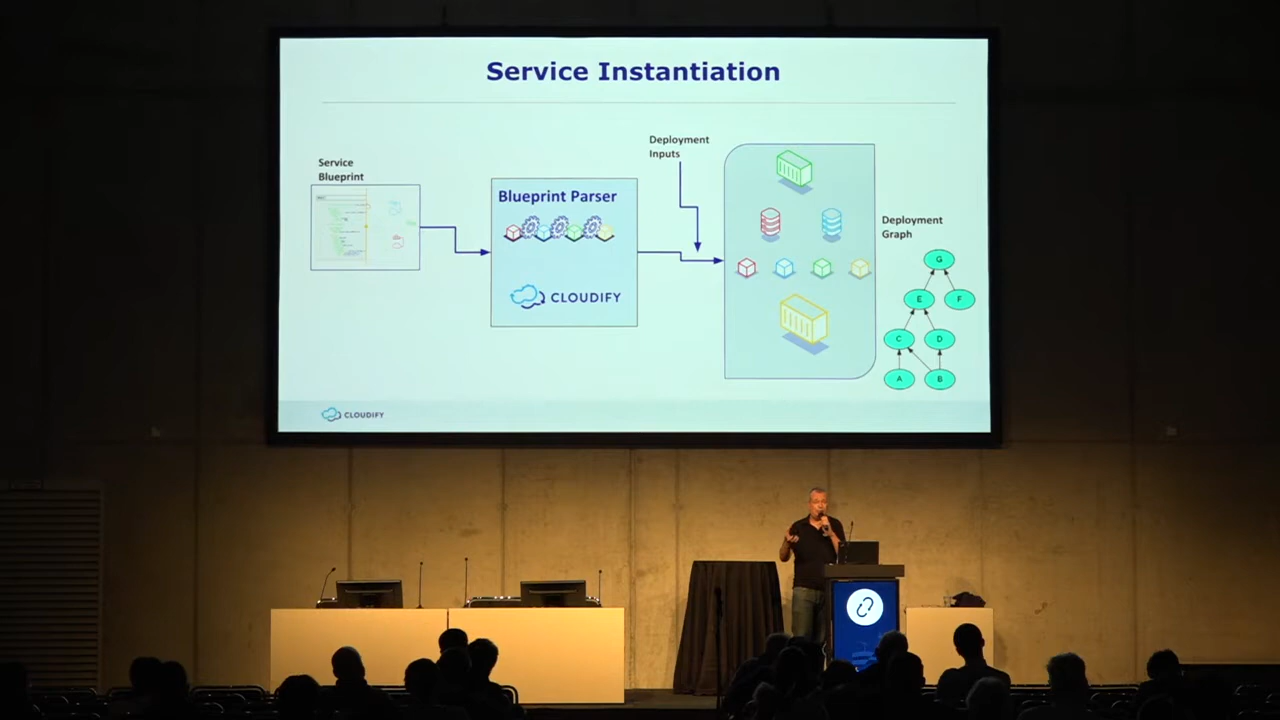 Service Instantiation
Deployment
Inputs
Service
Blueprint
Blueprint Parser
CLOUDIFY
Deployment
Graph
G
E
F
C
D
A
B
CLOUDIFY